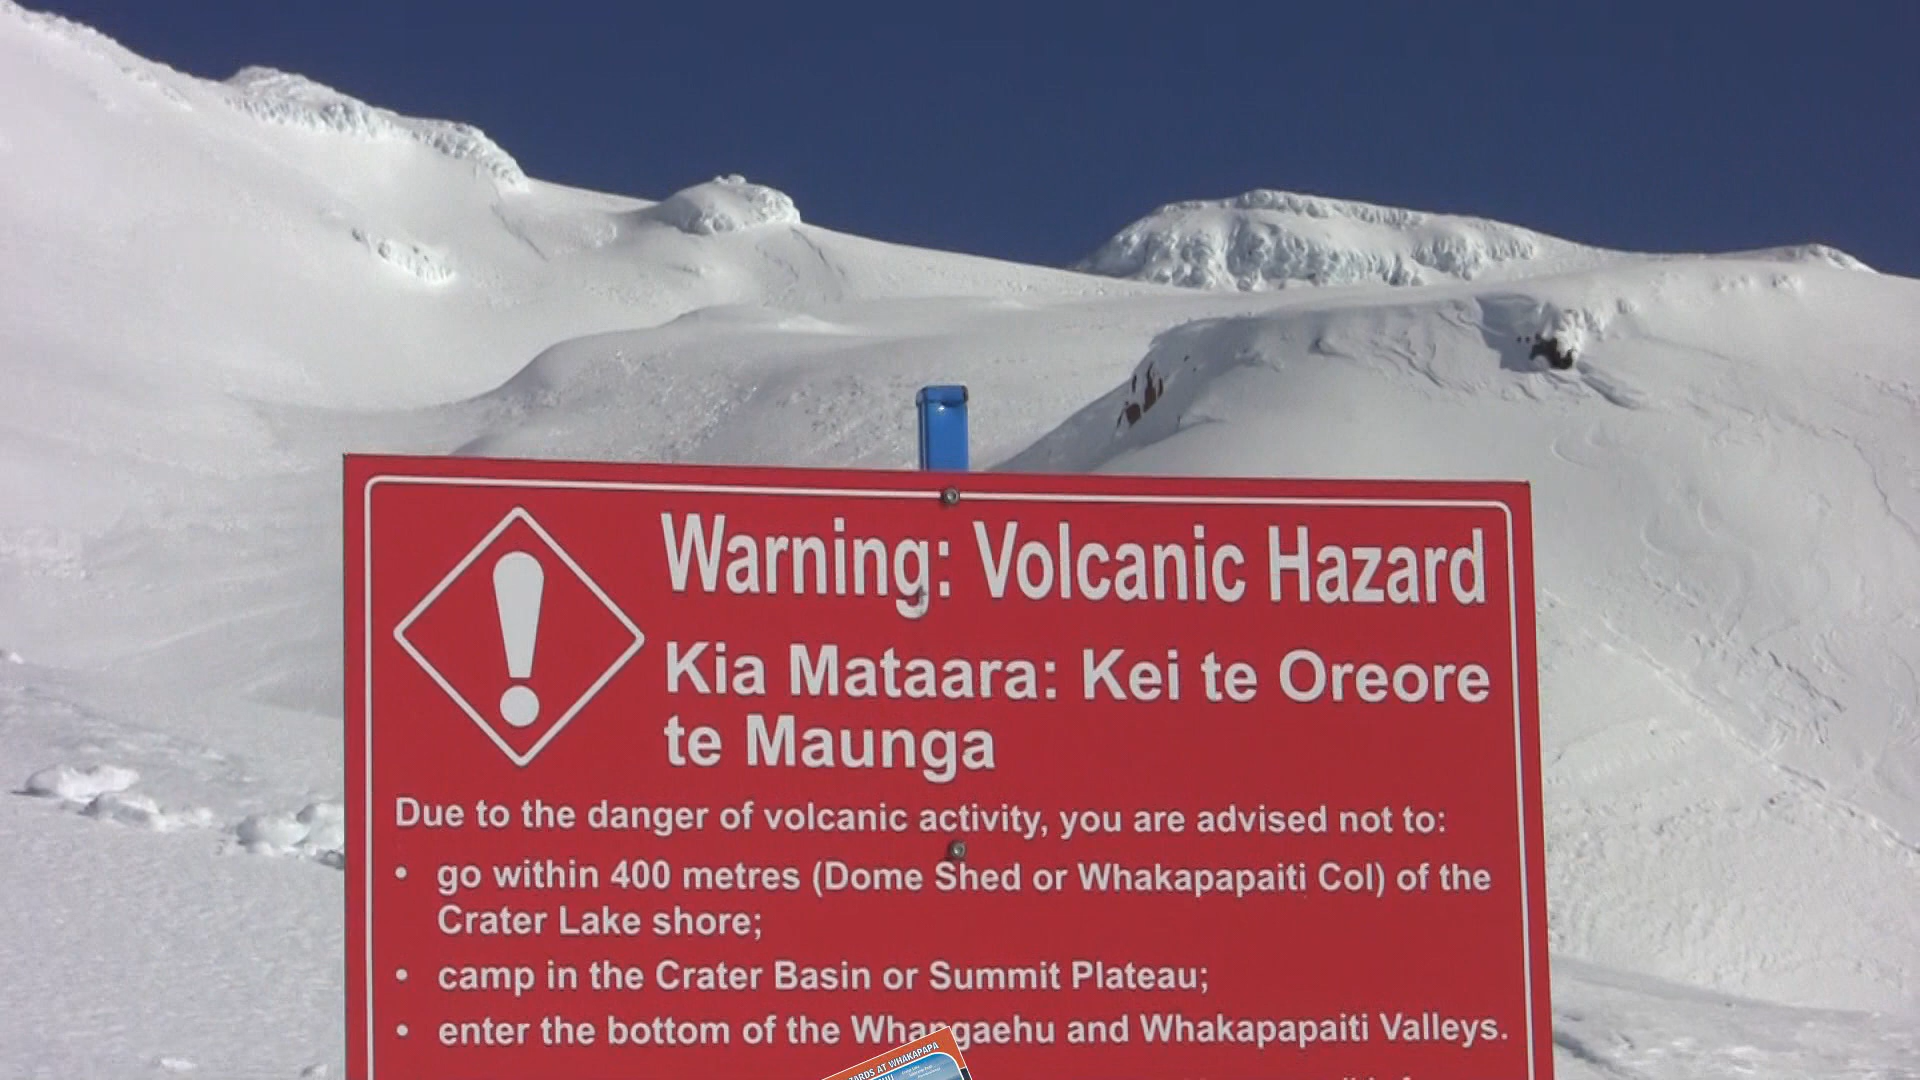 Warning: Volcanic Hazard
Kia Mataara: Kei te Oreore
te Maunga
Due to the danger of volcanic activity, you are advised not to:
• go within 400 metres (Dome Shed or Whakapapaiti Col) of the
Crater Lake shore;
• camp in the Crater Basin or Summit Plateau;
• enter the bottom of the Whangaehu and Whakapapaiti Valleys.
AT WHAKAPAPA